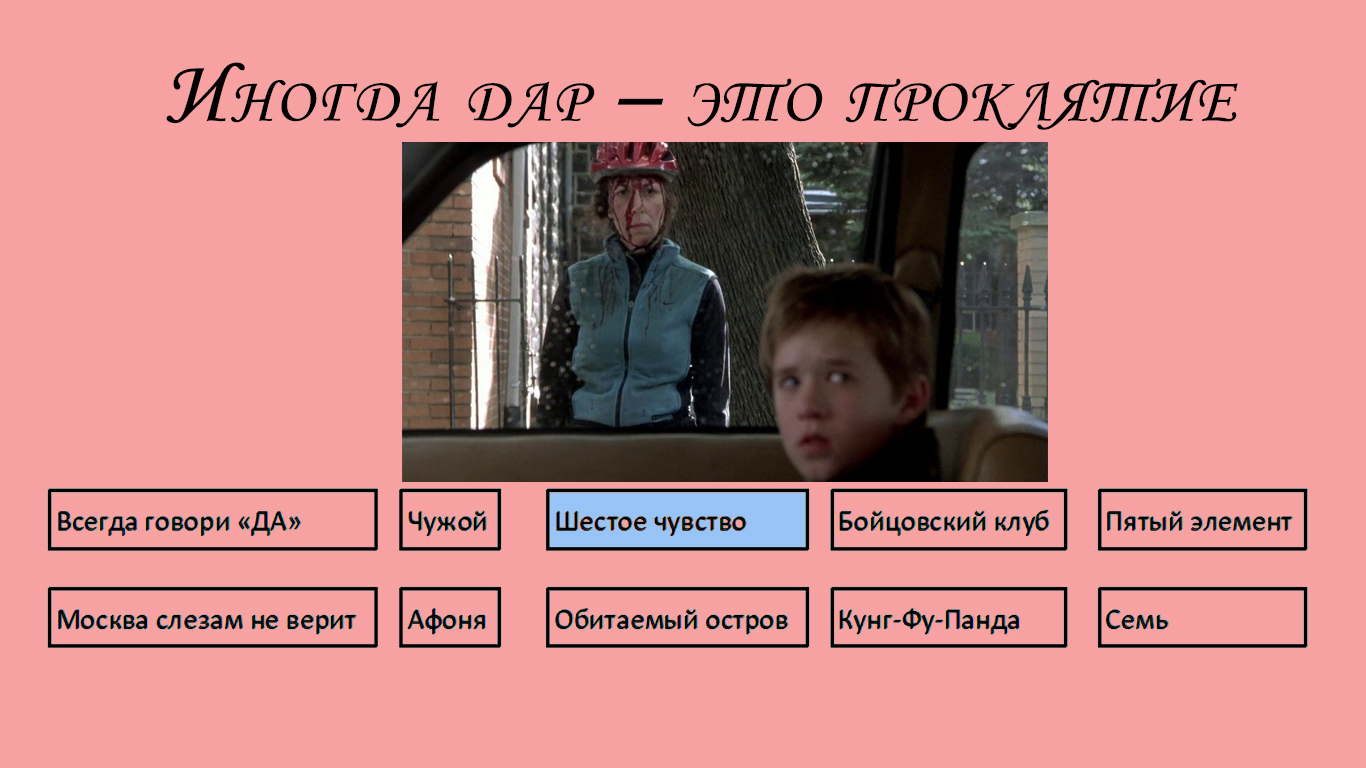 Иногда дар – это проклятие
Всегда говори «ДА»
Чужой
Шестое чувство
Бойцовский клуб
Пятый элемент
Москва слезам не верит
Афоня
Обитаемый остров
Кунг-Фу-Панда
Семь